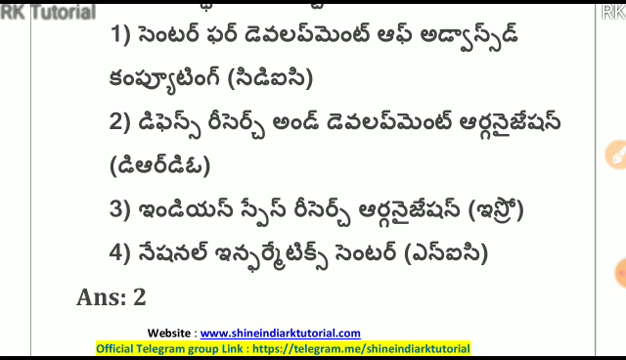 RK Tutorial
RK
1) సెంటర్ ఫర్ డెవలప్‌మెంట్ ఆఫ్ అడ్వాన్స్‌డ్
కంప్యూటింగ్ (సిడిఐసి)
2) డిఫెన్స్ రీసెర్చ్ అండ్ డెవలప్‌మెంట్ ఆర్గనైజేషన్
(డిఆర్‌డిఓ)
3) ఇండియన్ స్పేస్ రీసెర్చ్ ఆర్గనైజేషన్ (ఇస్రో)
4) నేషనల్ ఇన్ఫర్మేటిక్స్ సెంటర్ (ఎన్ఐసి)
Ans: 2
Website : www.shineindiarktutorial.com
Official Telegram group Link : https://telegram.me/shineindiarktutorial